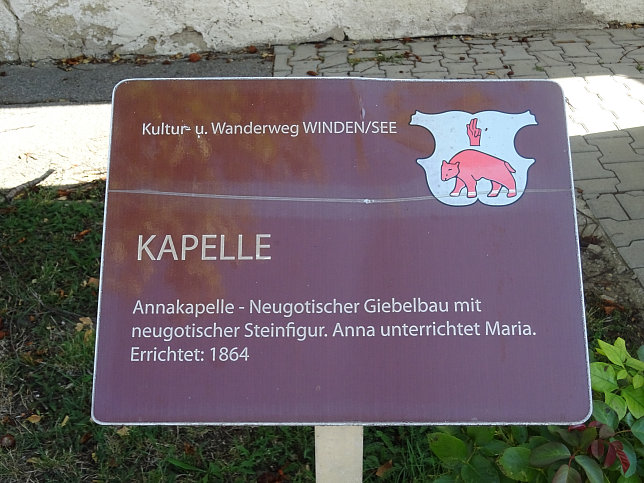 Kultur- u. Wanderweg WINDEN/SEE
KAPELLE
Annakapelle - Neugotischer Giebelbau mit
neugotischer Steinfigur. Anna unterrichtet Maria.
Errichtet: 1864